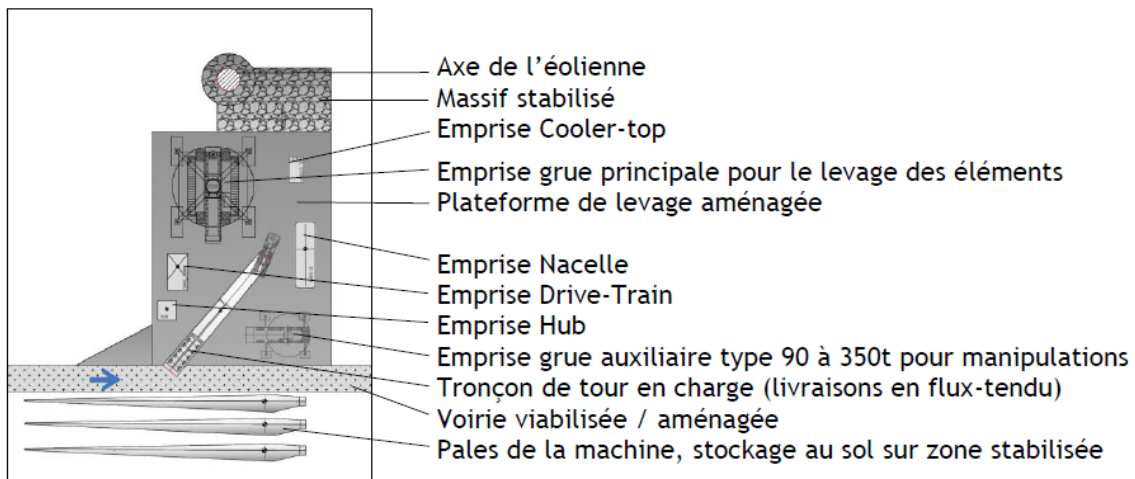 Axe de l’éolienne
Massif stabilisé
Emprise Cooler-top
Emprise grue principale pour le levage des éléments
Plateforme de levage aménagée
Emprise Nacelle
Emprise Drive-Train
Emprise Hub
Emprise grue auxiliaire type 90 à 350t pour manipulations
Tronçon de tour en charge (livraisons en flux-tendu)
Voirie viabilisée / aménagée
Pales de la machine, stockage au sol sur zone stabilisée